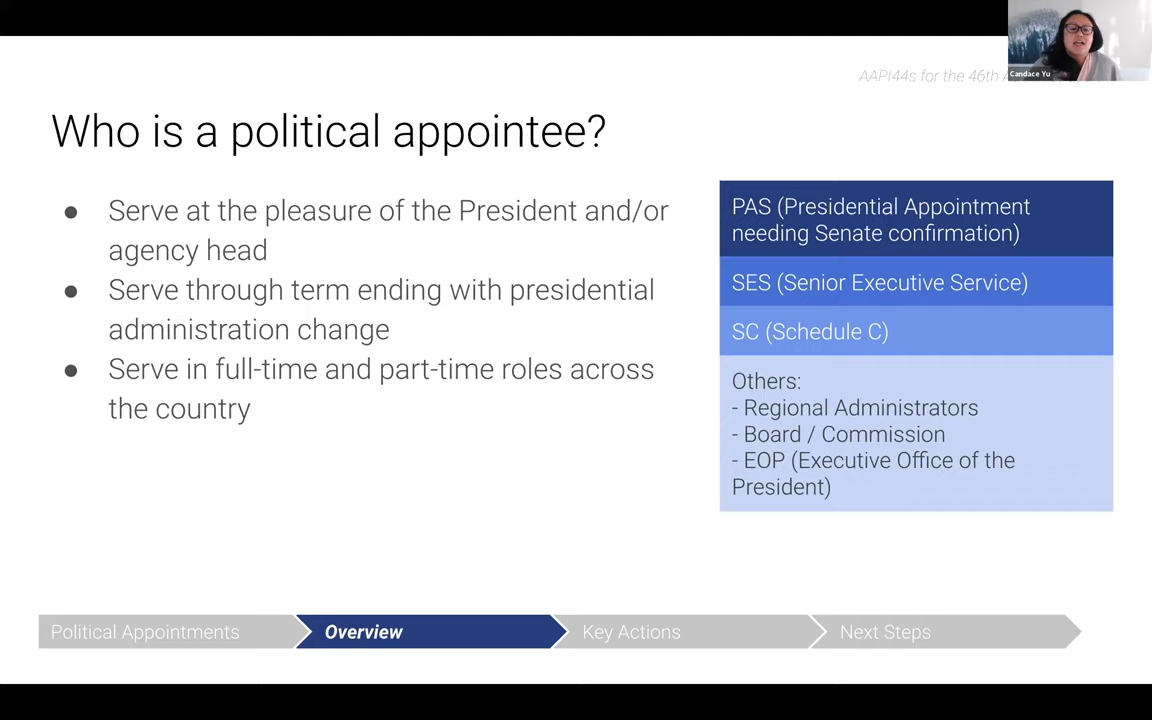 AAPI44s for the 46th
Candace Yu
Who is a political appointee?
● Serve at the pleasure of the President and/or
agency head
● Serve through term ending with presidential
administration change
● Serve in full-time and part-time roles across
the country
PAS (Presidential Appointment
needing Senate confirmation)
SES (Senior Executive Service)
SC (Schedule C)
Others:
- Regional Administrators
- Board / Commission
- EOP (Executive Office of the
President)
Political Appointments
Overview
Key Actions
Next Steps